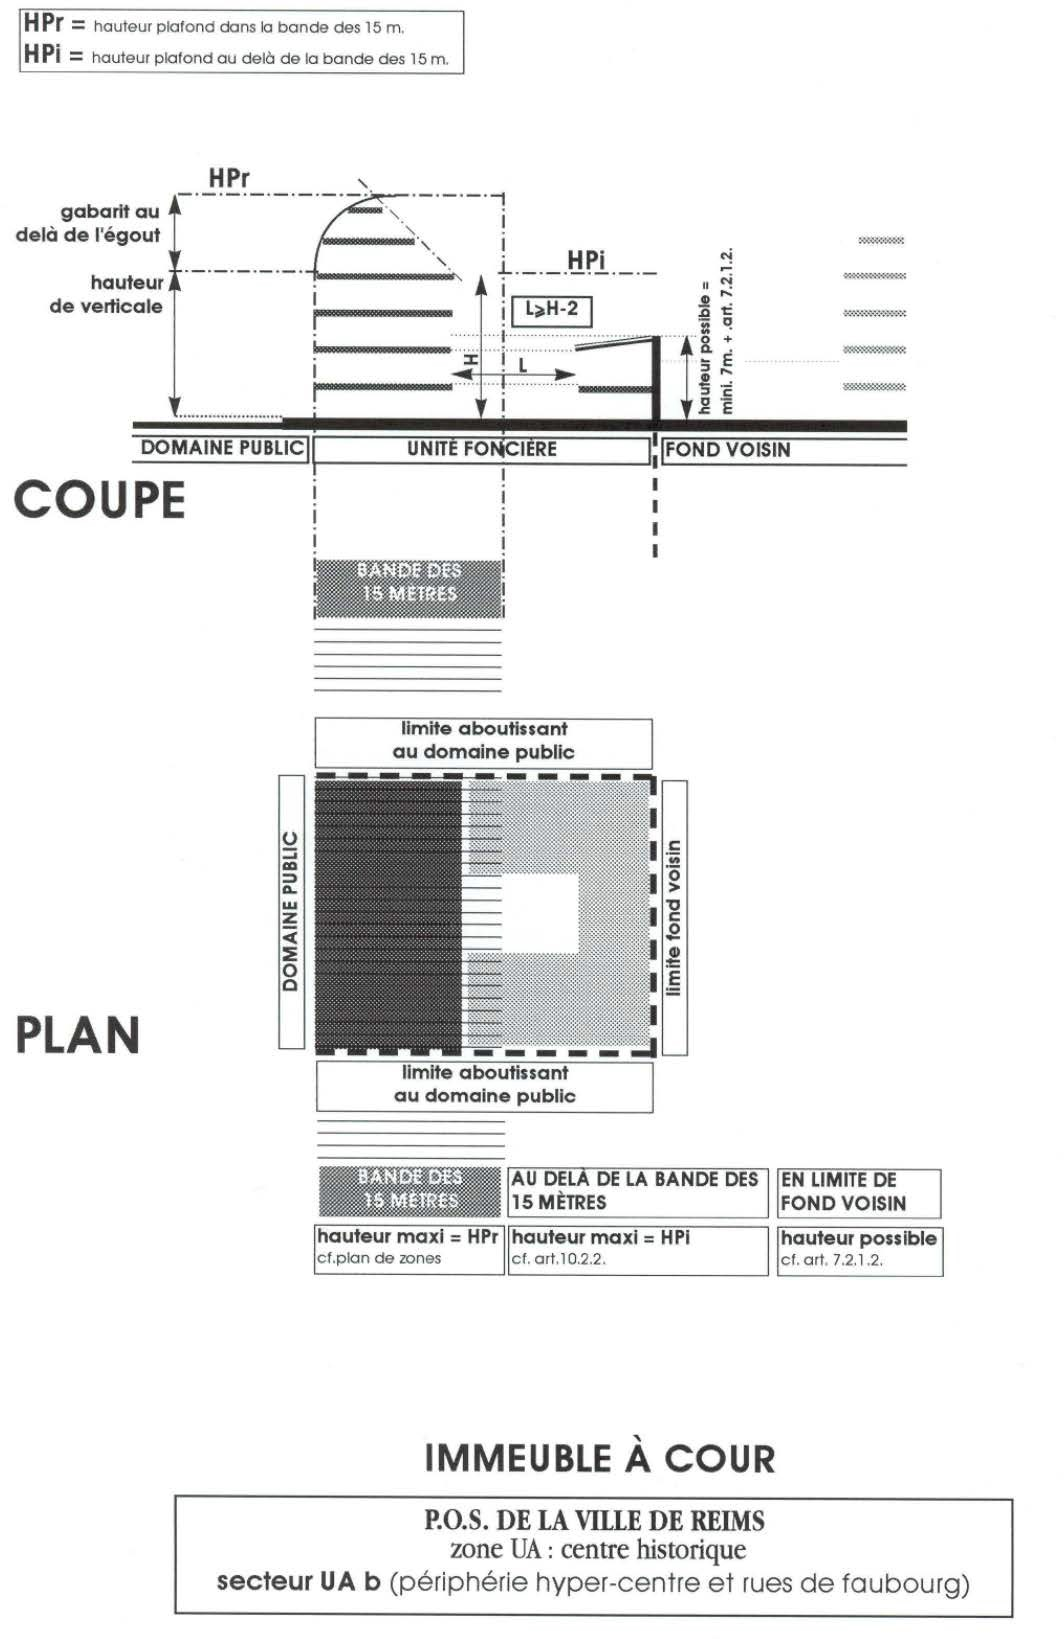 HPr = hauteur plafond dans la bande des 15 m.
HPi = hauteur plafond au delà de la bande des 15 m.
HPr
gabarit au
delà de l'égout
hauteur
de verticale
HPi
L⩾H-2
H
L
hauteur possible =
mini. 7m. + .art. 7.2.1.2.
DOMAINE PUBLIC
UNITÉ FONCIÈRE
FOND VOISIN
COUPE
BANDE DES
15 METRES
limite aboutissant
au domaine public
DOMAINE PUBLIC
limite fond voisin
PLAN
limite aboutissant
au domaine public
BANDE DES
15 METRES
AU DELÀ DE LA BANDE DES
15 MÈTRES
EN LIMITE DE
FOND VOISIN
hauteur maxi = HPr
cf.plan de zones
hauteur maxi = HPi
cf. art.10.2.2.
hauteur possible
cf. art. 7.2.1.2.
IMMEUBLE À COUR
P.O.S. DE LA VILLE DE REIMS
zone UA : centre historique
secteur UA b (périphérie hyper-centre et rues de faubourg)